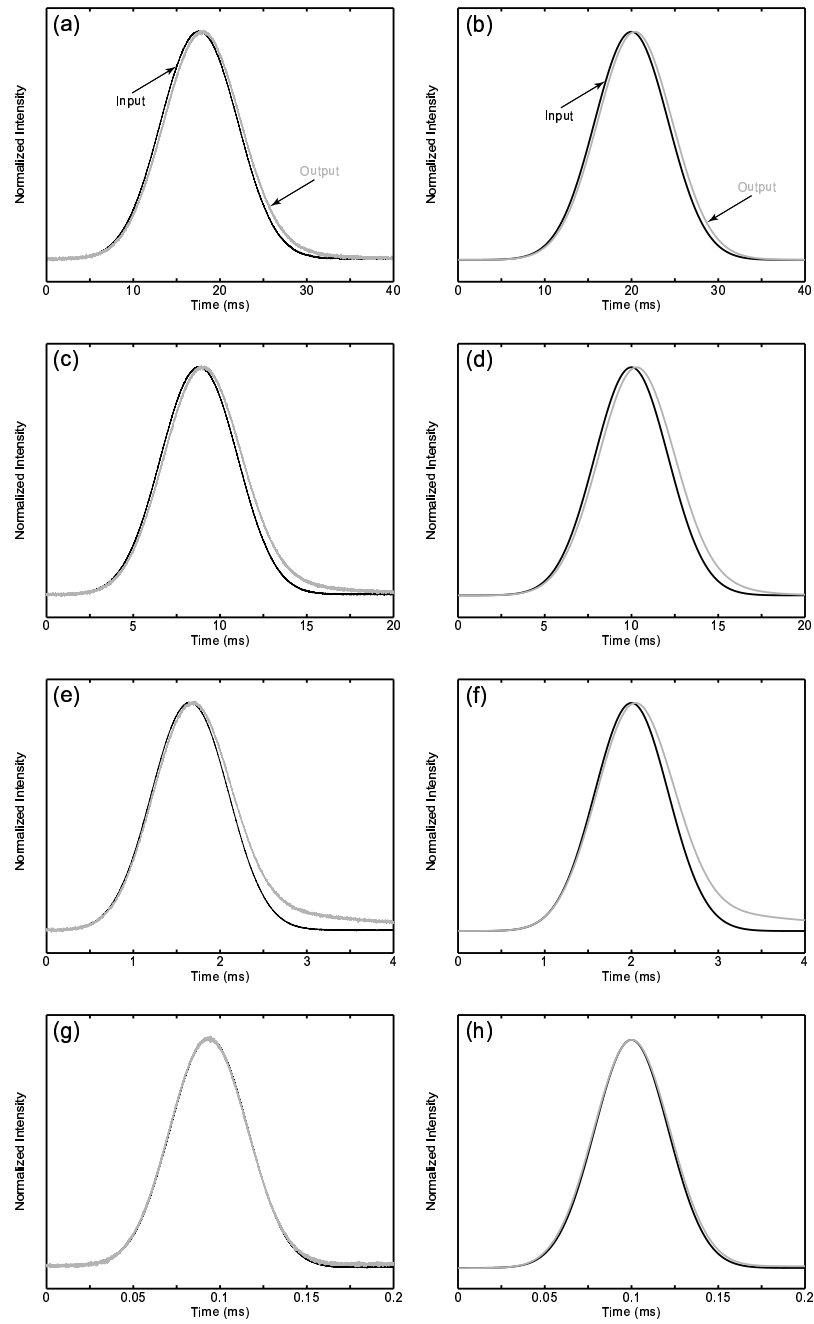 (a)
Normalized Intensity
Input
Output
0 10 20 30 40
Time (ms)
(b)
Normalized Intensity
Input
Output
0 10 20 30 40
Time (ms)
(c)
Normalized Intensity
0 5 10 15 20
Time (ms)
(d)
Normalized Intensity
0 5 10 15 20
Time (ms)
(e)
Normalized Intensity
0 1 2 3 4
Time (ms)
(f)
Normalized Intensity
0 1 2 3 4
Time (ms)
(g)
Normalized Intensity
0 0.05 0.1 0.15 0.2
Time (ms)
(h)
Normalized Intensity
0 0.05 0.1 0.15 0.2
Time (ms)